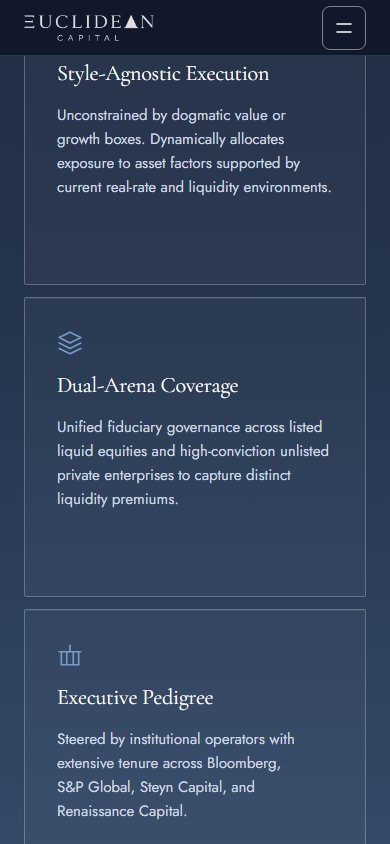 EUCLIDEAN
CAPITAL
Style-Agnostic Execution
Unconstrained by dogmatic value or
growth boxes. Dynamically allocates
exposure to asset factors supported by
current real-rate and liquidity environments.
Dual-Arena Coverage
Unified fiduciary governance across listed
liquid equities and high-conviction unlisted
private enterprises to capture distinct
liquidity premiums.
Executive Pedigree
Steered by institutional operators with
extensive tenure across Bloomberg,
S&P Global, Steyn Capital, and
Renaissance Capital.